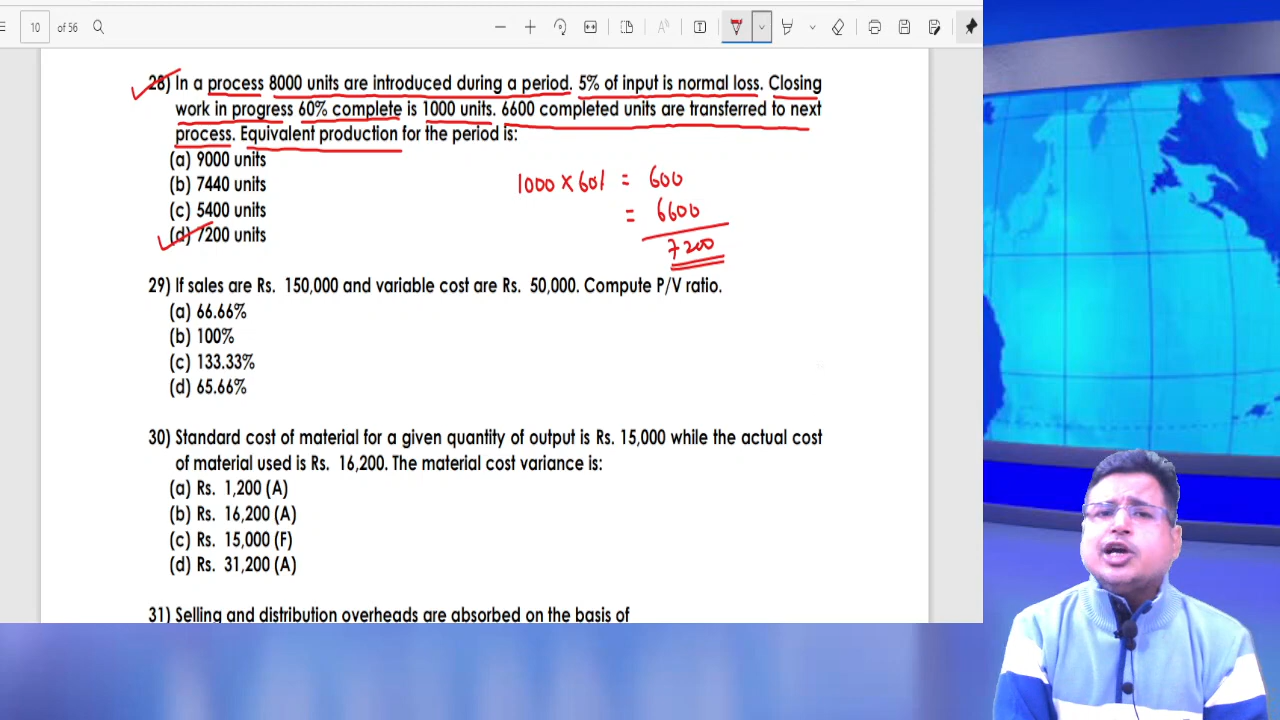 10 of 56
28) In a process 8000 units are introduced during a period. 5% of input is normal loss. Closing
work in progress 60% complete is 1000 units. 6600 completed units are transferred to next
process. Equivalent production for the period is:
(a) 9000 units
(b) 7440 units
(c) 5400 units
(d) 7200 units
1000 × 60% = 600
= 6600
7200
29) If sales are Rs. 150,000 and variable cost are Rs. 50,000. Compute P/V ratio.
(a) 66.66%
(b) 100%
(c) 133.33%
(d) 65.66%
30) Standard cost of material for a given quantity of output is Rs. 15,000 while the actual cost
of material used is Rs. 16,200. The material cost variance is:
(a) Rs. 1,200 (A)
(b) Rs. 16,200 (A)
(c) Rs. 15,000 (F)
(d) Rs. 31,200 (A)
31) Selling and distribution overheads are absorbed on the basis of